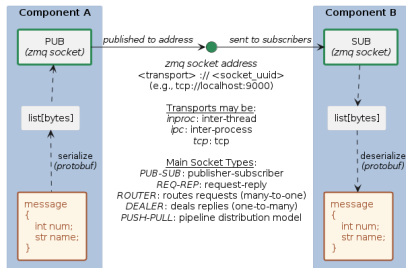 Component A
PUB
(zmq socket)
list[bytes]
serialize
(protobuf)
message
{
int num;
str name;
}
published to address
sent to subscribers
zmq socket address
<transport> :// <socket_uuid>
(e.g., tcp://localhost:9000)
Transports may be:
inproc: inter-thread
ipc: inter-process
tcp: tcp
Main Socket Types:
PUB-SUB: publisher-subscriber
REQ-REP: request-reply
ROUTER: routes requests (many-to-one)
DEALER: deals replies (one-to-many)
PUSH-PULL: pipeline distribution model
Component B
SUB
(zmq socket)
list[bytes]
deserialize
(protobuf)
message
{
int num;
str name;
}